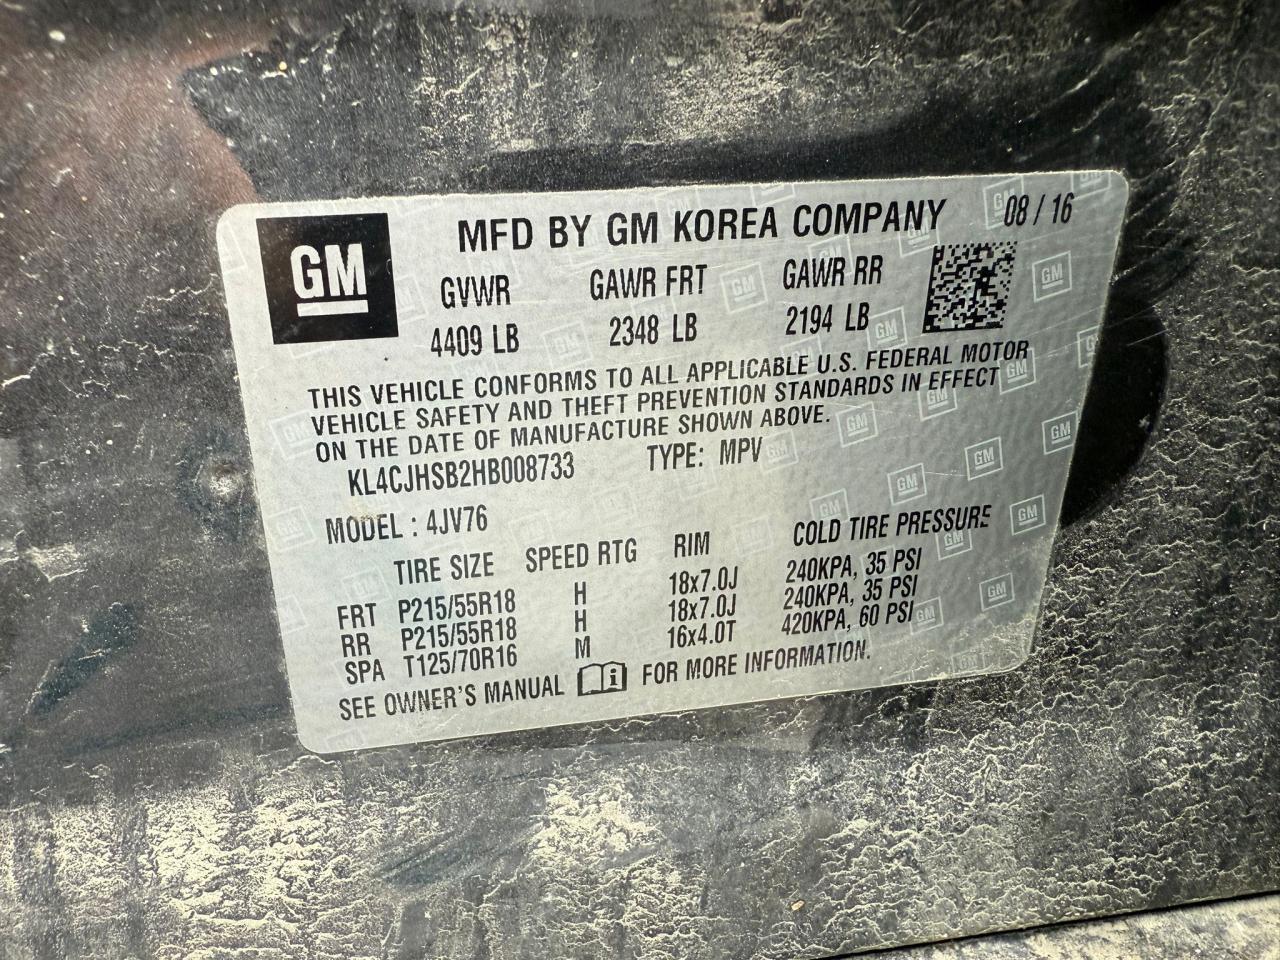 GM
MFD BY GM KOREA COMPANY 08 / 16
GVWR GAWR FRT GAWR RR
4409 LB 2348 LB 2194 LB
THIS VEHICLE CONFORMS TO ALL APPLICABLE U.S. FEDERAL MOTOR
VEHICLE SAFETY AND THEFT PREVENTION STANDARDS IN EFFECT
ON THE DATE OF MANUFACTURE SHOWN ABOVE.
KL4CJHSB2HB008733 TYPE: MPV
MODEL : 4JV76
TIRE SIZE SPEED RTG RIM COLD TIRE PRESSURE
FRT P215/55R18 H 18x7.0J 240KPA, 35 PSI
RR P215/55R18 H 18x7.0J 240KPA, 35 PSI
SPA T125/70R16 M 16x4.0T 420KPA, 60 PSI
SEE OWNER'S MANUAL i FOR MORE INFORMATION.